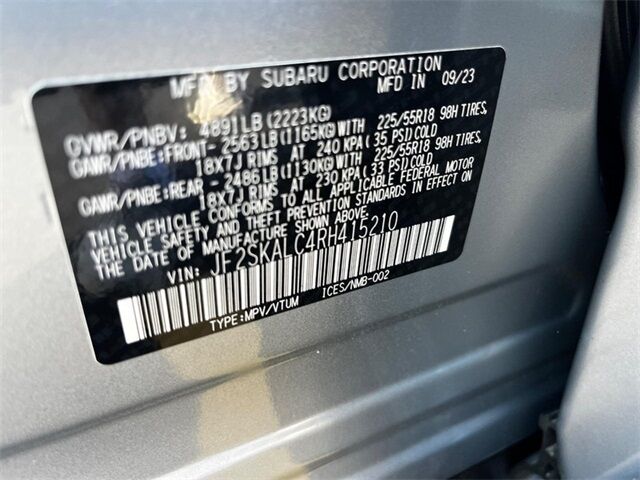 MFD BY SUBARU CORPORATION
MFD IN 09/23
GVWR/PNBV: 4891LB(2223KG)
GAWR/PNBE:FRONT-2563LB(1165KG)WITH 225/55R18 98H TIRES,
18X7J RIMS AT 240 KPA (35 PSI)COLD
GAWR/PNBE:REAR -2486LB(1130KG)WITH 225/55R18 98H TIRES,
18X7J RIMS AT 230 KPA (33 PSI)COLD
THIS VEHICLE CONFORMS TO ALL APPLICABLE FEDERAL MOTOR
VEHICLE SAFETY AND THEFT PREVENTION STANDARDS IN EFFECT ON
THE DATE OF MANUFACTURE SHOWN ABOVE.
VIN: JF2SKALC4RH415210
TYPE:MPV/VTUM ICES/NMB-002